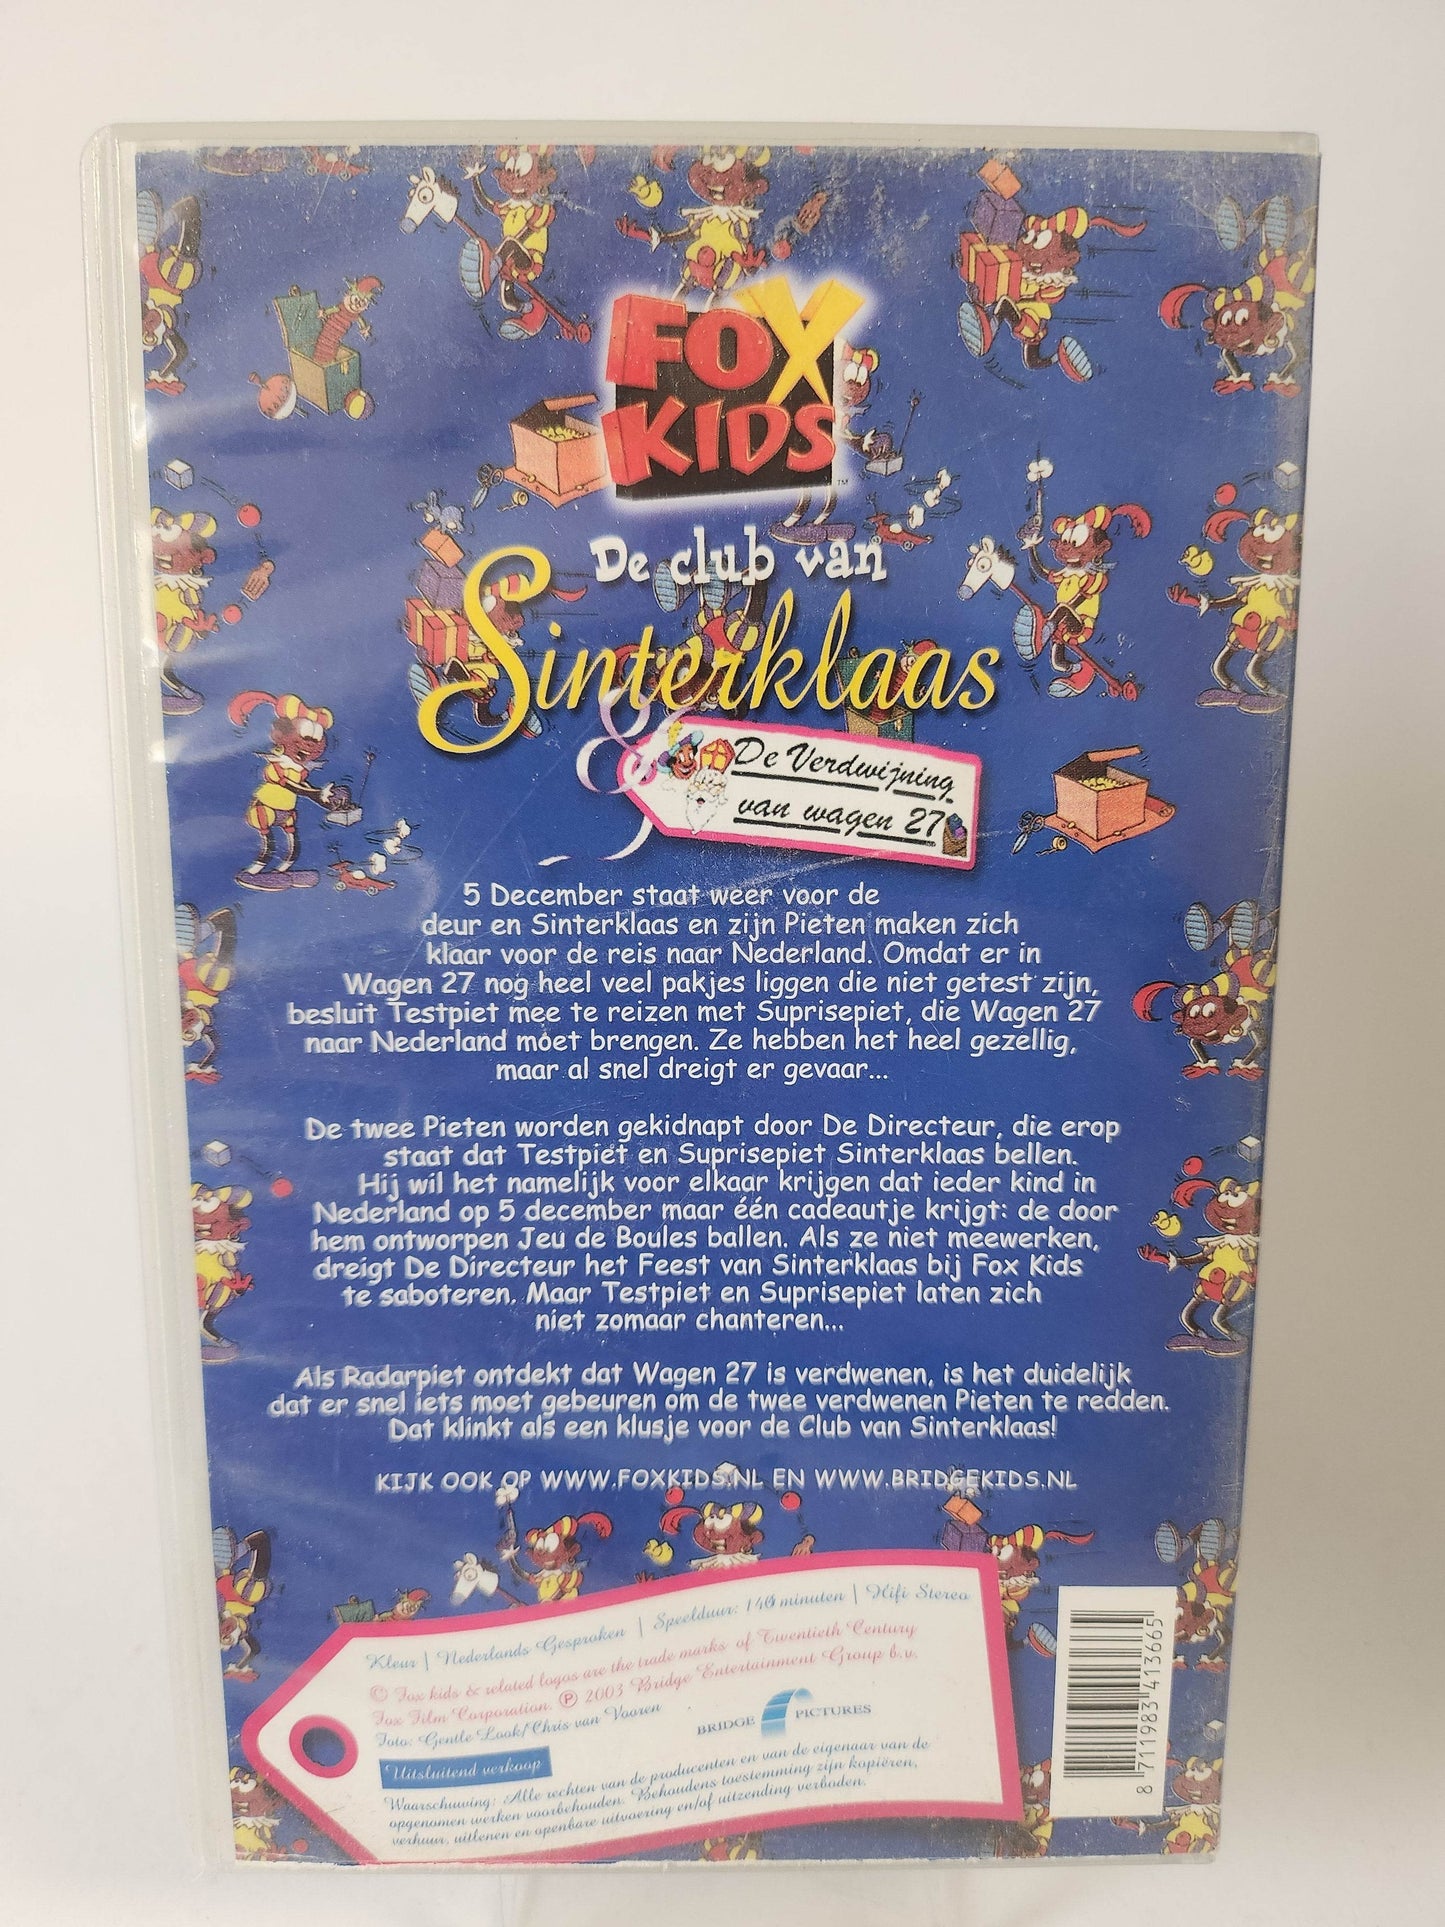 FOX
KIDS
™
De club van
Sinterklaas
&
De Verdwijning
van wagen 27
5 December staat weer voor de
deur en Sinterklaas en zijn Pieten maken zich
klaar voor de reis naar Nederland. Omdat er in
Wagen 27 nog heel veel pakjes liggen die niet getest zijn,
besluit Testpiet mee te reizen met Suprisepiet, die Wagen 27
naar Nederland moet brengen. Ze hebben het heel gezellig,
maar al snel dreigt er gevaar...
De twee Pieten worden gekidnapt door De Directeur, die erop
staat dat Testpiet en Suprisepiet Sinterklaas bellen.
Hij wil het namelijk voor elkaar krijgen dat ieder kind in
Nederland op 5 december maar één cadeautje krijgt: de door
hem ontworpen Jeu de Boules ballen. Als ze niet meewerken,
dreigt De Directeur het Feest van Sinterklaas bij Fox Kids
te saboteren. Maar Testpiet en Suprisepiet laten zich
niet zomaar chanteren...
Als Radarpiet ontdekt dat Wagen 27 is verdwenen, is het duidelijk
dat er snel iets moet gebeuren om de twee verdwenen Pieten te redden.
Dat klinkt als een klusje voor de Club van Sinterklaas!
KIJK OOK OP WWW.FOXKIDS.NL EN WWW.BRIDGEKIDS.NL
Kleur | Nederlands Gesproken | Speelduur: minuten | Hifi Stereo
© Fox kids & related logos are the trade marks of Twentieth Century
Fox Film Corporation. ℗ 2003 Bridge Entertainment Group b.v.
Foto: Gentle Look/Chris van Vooren
BRIDGE PICTURES
Uitsluitend verkoop
Waarschuwing: Alle rechten van de producenten en van de eigenaar van de
opgenomen werken voorbehouden. Behoudens toestemming zijn kopiëren,
verhuur, uitlenen en openbare uitvoering en/of uitzending verboden.
8 711983 413665